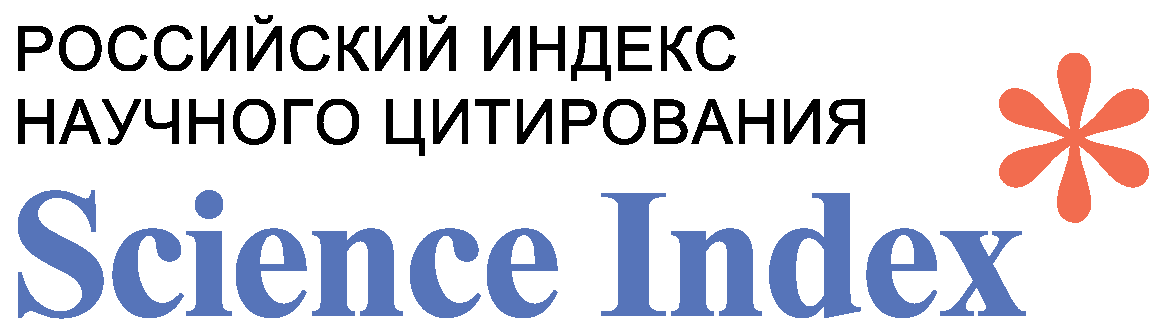 РОССИЙСКИЙ ИНДЕКС
НАУЧНОГО ЦИТИРОВАНИЯ
Science Index